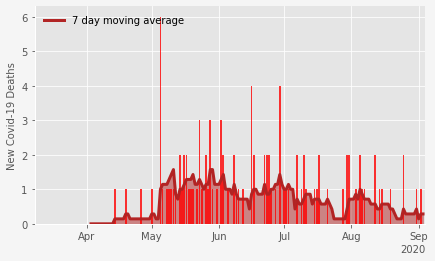 7 day moving average
New Covid-19 Deaths
6
5
4
3
2
1
0
Apr
May
Jun
Jul
Aug
Sep
2020